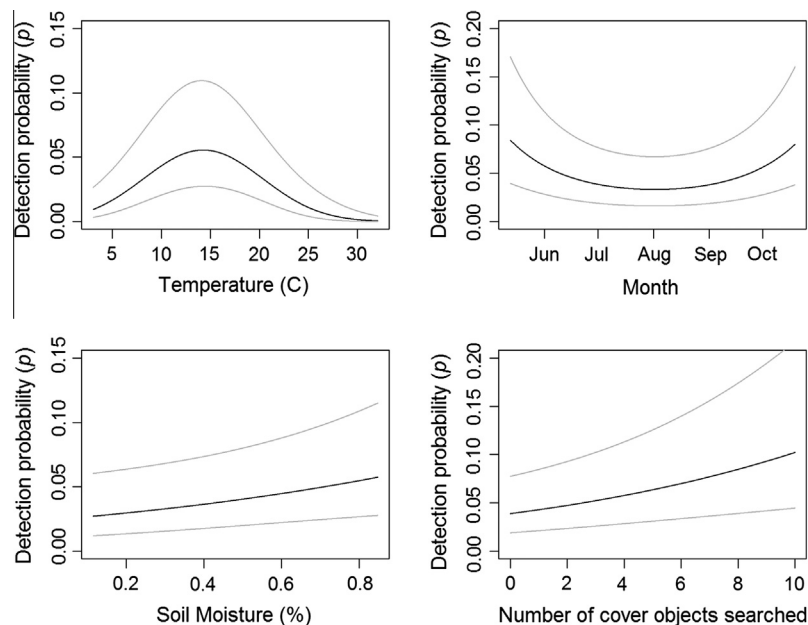 Detection probability (p)
0.00 0.05 0.10 0.15
5 10 15 20 25 30
Temperature (C)
Detection probability (p)
0.00 0.05 0.10 0.15 0.20
Jun Jul Aug Sep Oct
Month
Detection probability (p)
0.00 0.05 0.10 0.15
0.2 0.4 0.6 0.8
Soil Moisture (%)
Detection probability (p)
0.00 0.05 0.10 0.15 0.20
0 2 4 6 8 10
Number of cover objects searched